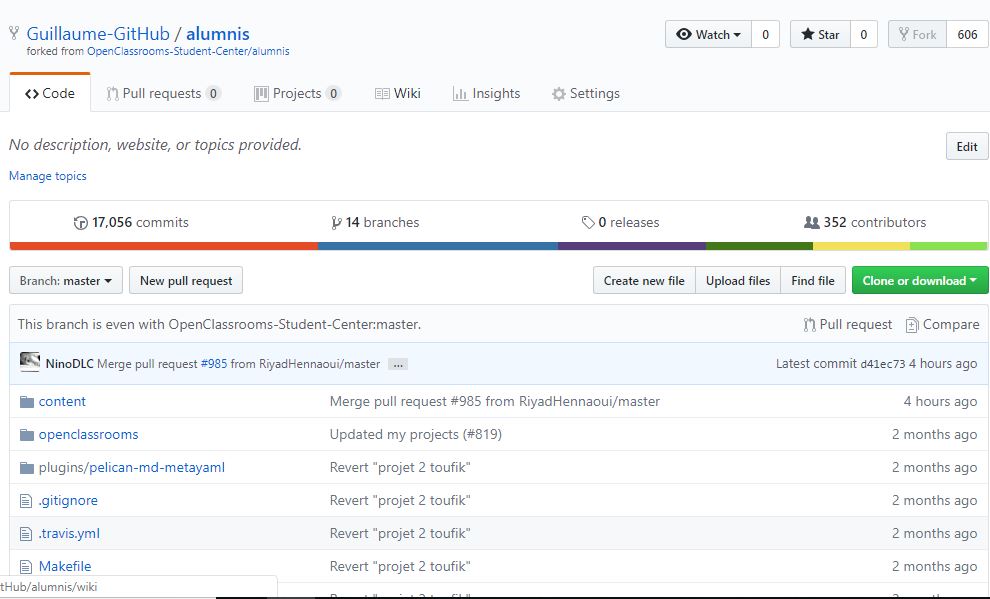 Guillaume-GitHub / alumnis
forked from OpenClassrooms-Student-Center/alumnis
Watch 0 Star 0 Fork 606
Code Pull requests 0 Projects 0 Wiki Insights Settings
No description, website, or topics provided. Edit
Manage topics
17,056 commits 14 branches 0 releases 352 contributors
Branch: master New pull request Create new file Upload files Find file Clone or download
This branch is even with OpenClassrooms-Student-Center:master. Pull request Compare
NinoDLC Merge pull request #985 from RiyadHennaoui/master ... Latest commit d41ec73 4 hours ago
content Merge pull request #985 from RiyadHennaoui/master 4 hours ago
openclassrooms Updated my projects (#819) 2 months ago
plugins/pelican-md-metayaml Revert "projet 2 toufik" 2 months ago
.gitignore Revert "projet 2 toufik" 2 months ago
.travis.yml Revert "projet 2 toufik" 2 months ago
Makefile Revert "projet 2 toufik" 2 months ago
tHub/alumnis/wiki